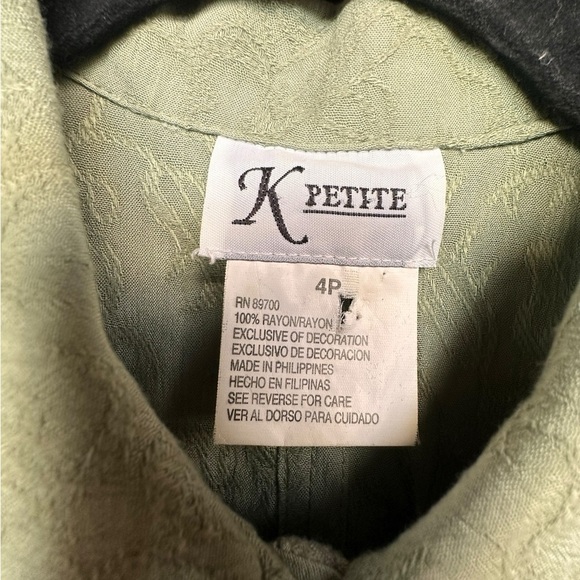 K PETITE
4P
RN 89700
100% RAYON/RAYON
EXCLUSIVE OF DECORATION
EXCLUSIVO DE DECORACION
MADE IN PHILIPPINES
HECHO EN FILIPINAS
SEE REVERSE FOR CARE
VER AL DORSO PARA CUIDADO